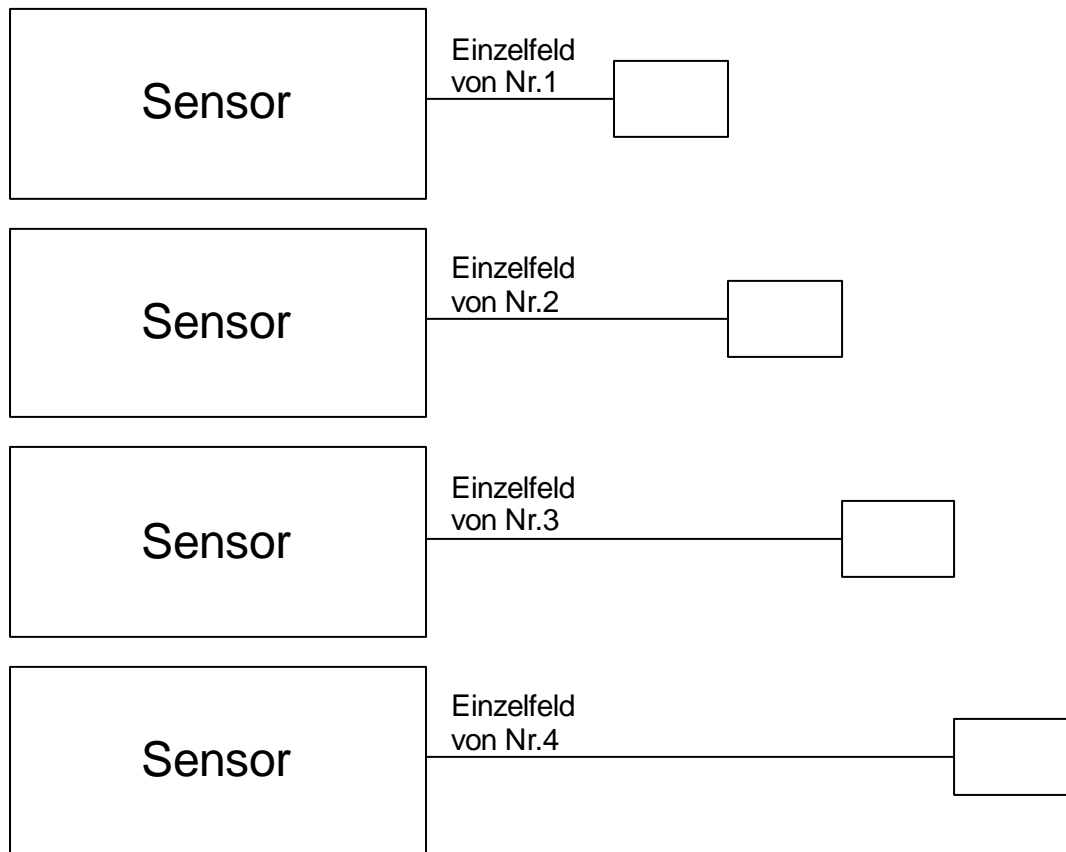 Sensor
Einzelfeld
von Nr.1
Sensor
Einzelfeld
von Nr.2
Sensor
Einzelfeld
von Nr.3
Sensor
Einzelfeld
von Nr.4